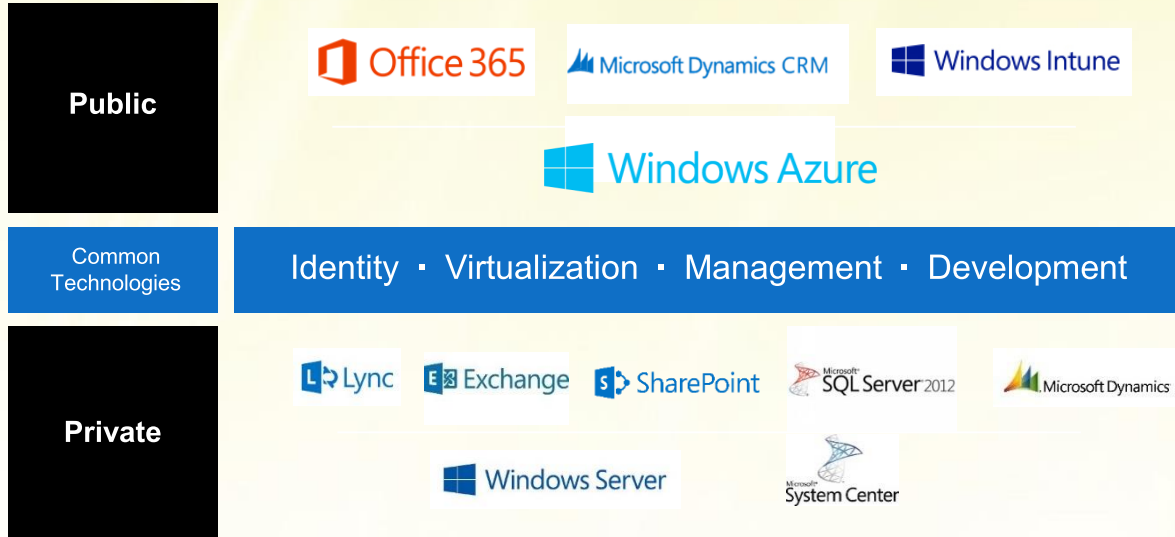 Public
Office 365
Microsoft Dynamics CRM
Windows Intune
Windows Azure
Common
Technologies
Identity ▪ Virtualization ▪ Management ▪ Development
Private
L Lync
E Exchange
S SharePoint
Microsoft
SQL Server 2012
Microsoft Dynamics
Windows Server
Microsoft
System Center